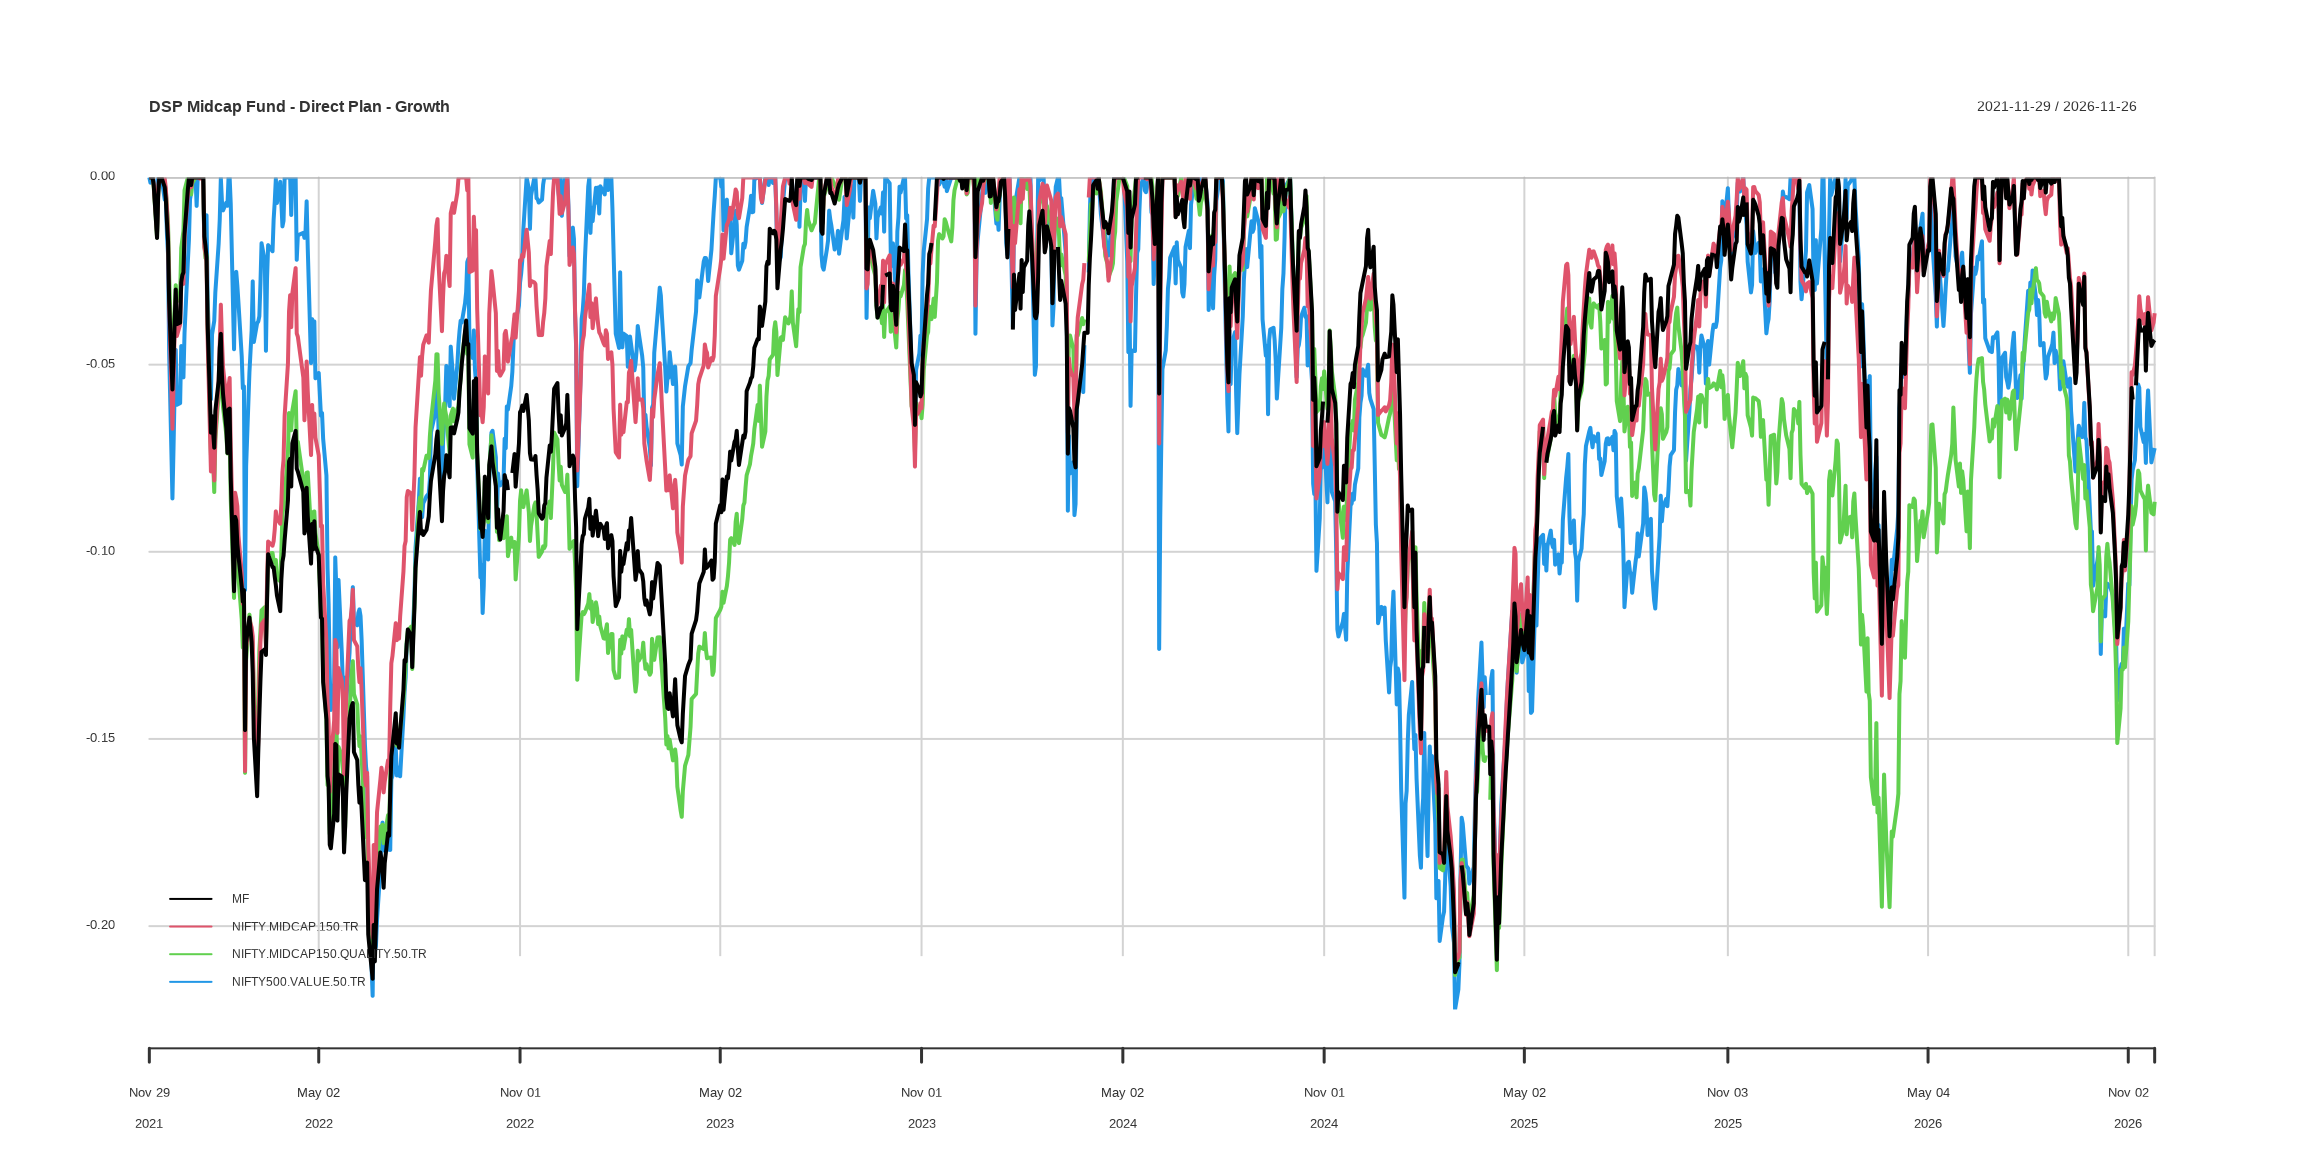 DSP Midcap Fund - Direct Plan - Growth 2021-11-29 / 2026-11-26
0.00
-0.05
-0.10
-0.15
-0.20
MF
NIFTY.MIDCAP.150.TR
NIFTY.MIDCAP150.QUALITY.50.TR
NIFTY500.VALUE.50.TR
Nov 29 May 02 Nov 01 May 02 Nov 01 May 02 Nov 01 May 02 Nov 03 May 04 Nov 02
2021 2022 2022 2023 2023 2024 2024 2025 2025 2026 2026